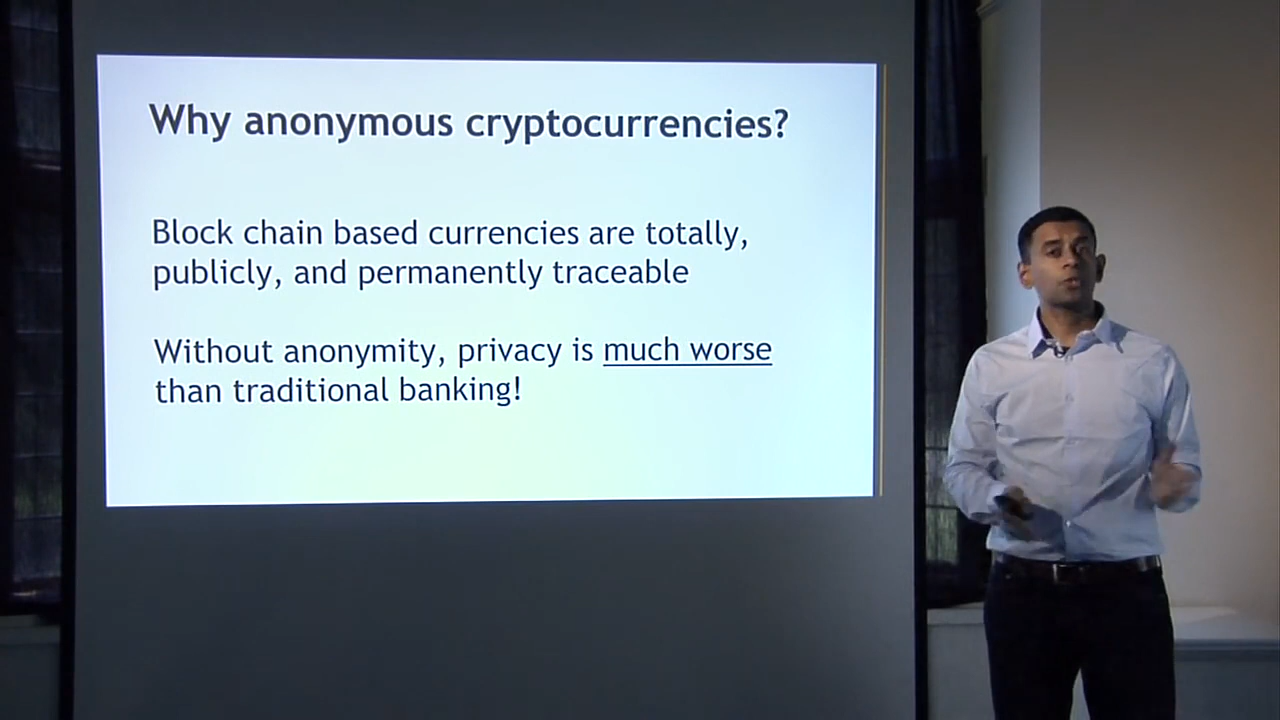 Why anonymous cryptocurrencies?
Block chain based currencies are totally,
publicly, and permanently traceable
Without anonymity, privacy is much worse
than traditional banking!